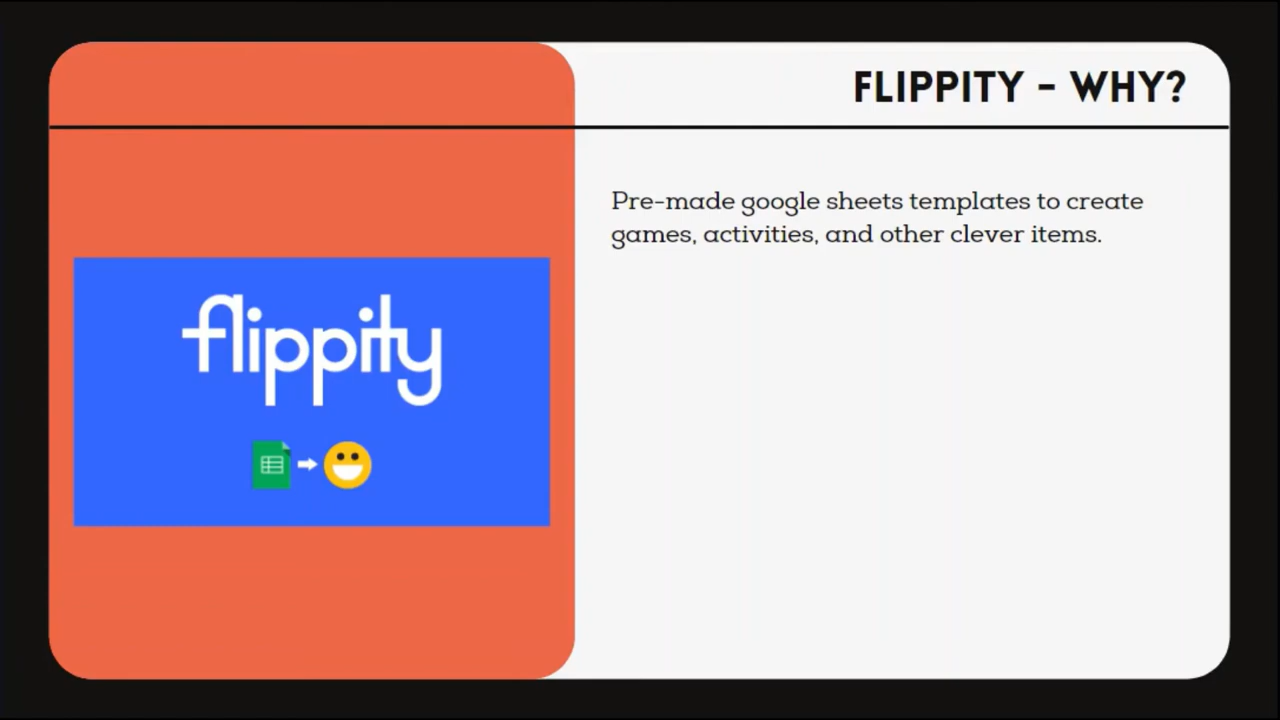 FLIPPITY - WHY?
Pre-made google sheets templates to create
games, activities, and other clever items.
flippity